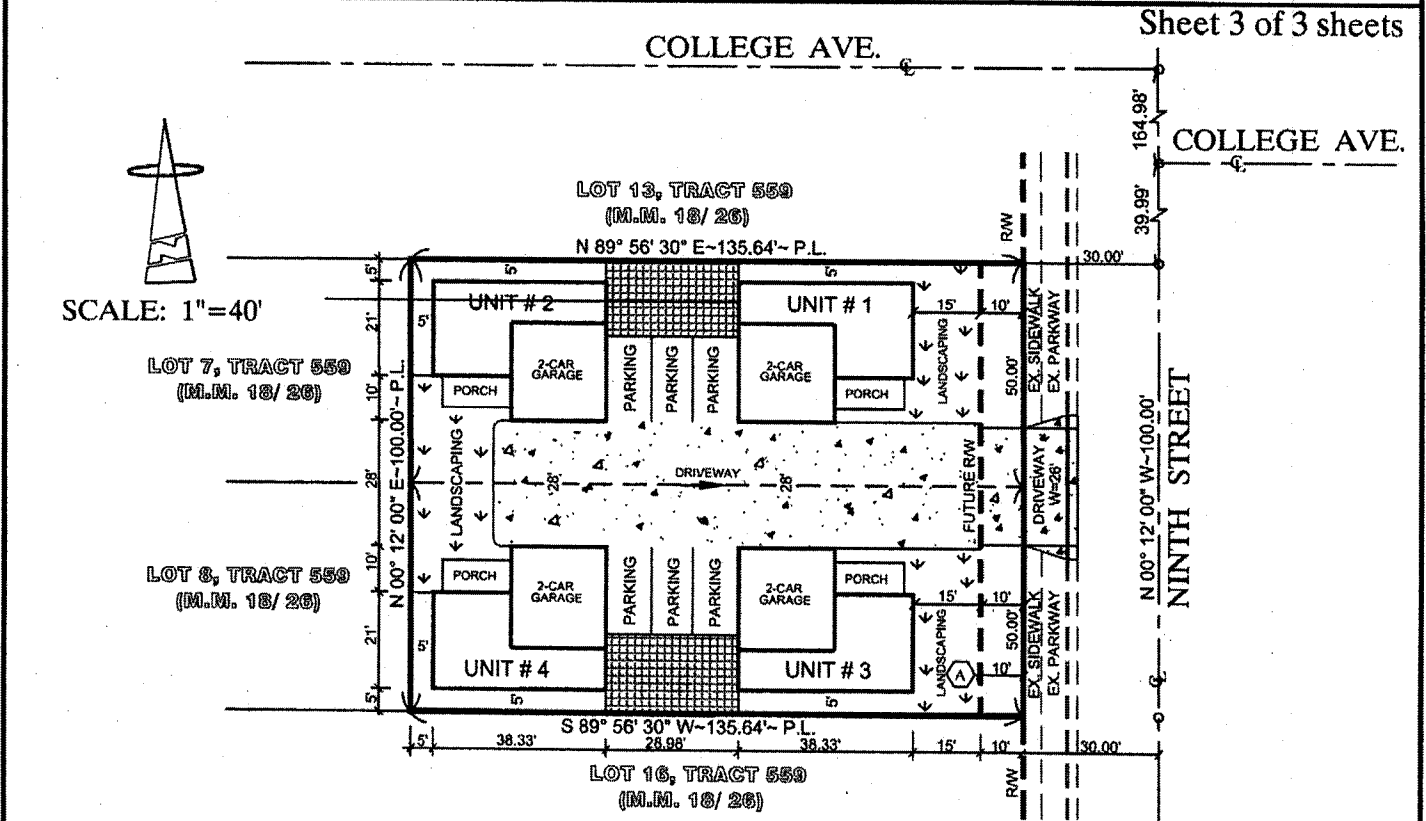 Sheet 3 of 3 sheets
COLLEGE AVE.
℄
164.98'
COLLEGE AVE.
℄
39.99'
LOT 13, TRACT 559
(M.M. 18/ 26)
R/W
N 89° 56' 30" E~135.64'~ P.L.
30.00'
SCALE: 1"=40'
5'
5'
5'
UNIT # 2
UNIT # 1
15'
10'
21'
5'
LOT 7, TRACT 559
(M.M. 18/ 26)
2-CAR
GARAGE
PARKING
PARKING
PARKING
2-CAR
GARAGE
LANDSCAPING
50.00'
EX. SIDEWALK
EX. PARKWAY
10'
PORCH
PORCH
N 00° 12' 00" E~100.00'~ P.L.
28'
LANDSCAPING
28'
DRIVEWAY
28'
FUTURE R/W
DRIVEWAY
W=26'
N 00° 12' 00" W~100.00'
NINTH STREET
LOT 8, TRACT 559
(M.M. 18/ 26)
10'
PORCH
2-CAR
GARAGE
PARKING
PARKING
PARKING
2-CAR
GARAGE
PORCH
15'
10'
21'
5'
UNIT # 4
UNIT # 3
LANDSCAPING
A
10'
50.00'
EX. SIDEWALK
EX. PARKWAY
℄
5'
5'
5'
S 89° 56' 30" W~135.64'~ P.L.
5'
38.33'
28.98'
38.33'
15'
10'
30.00'
LOT 16, TRACT 559
(M.M. 18/ 26)
R/W